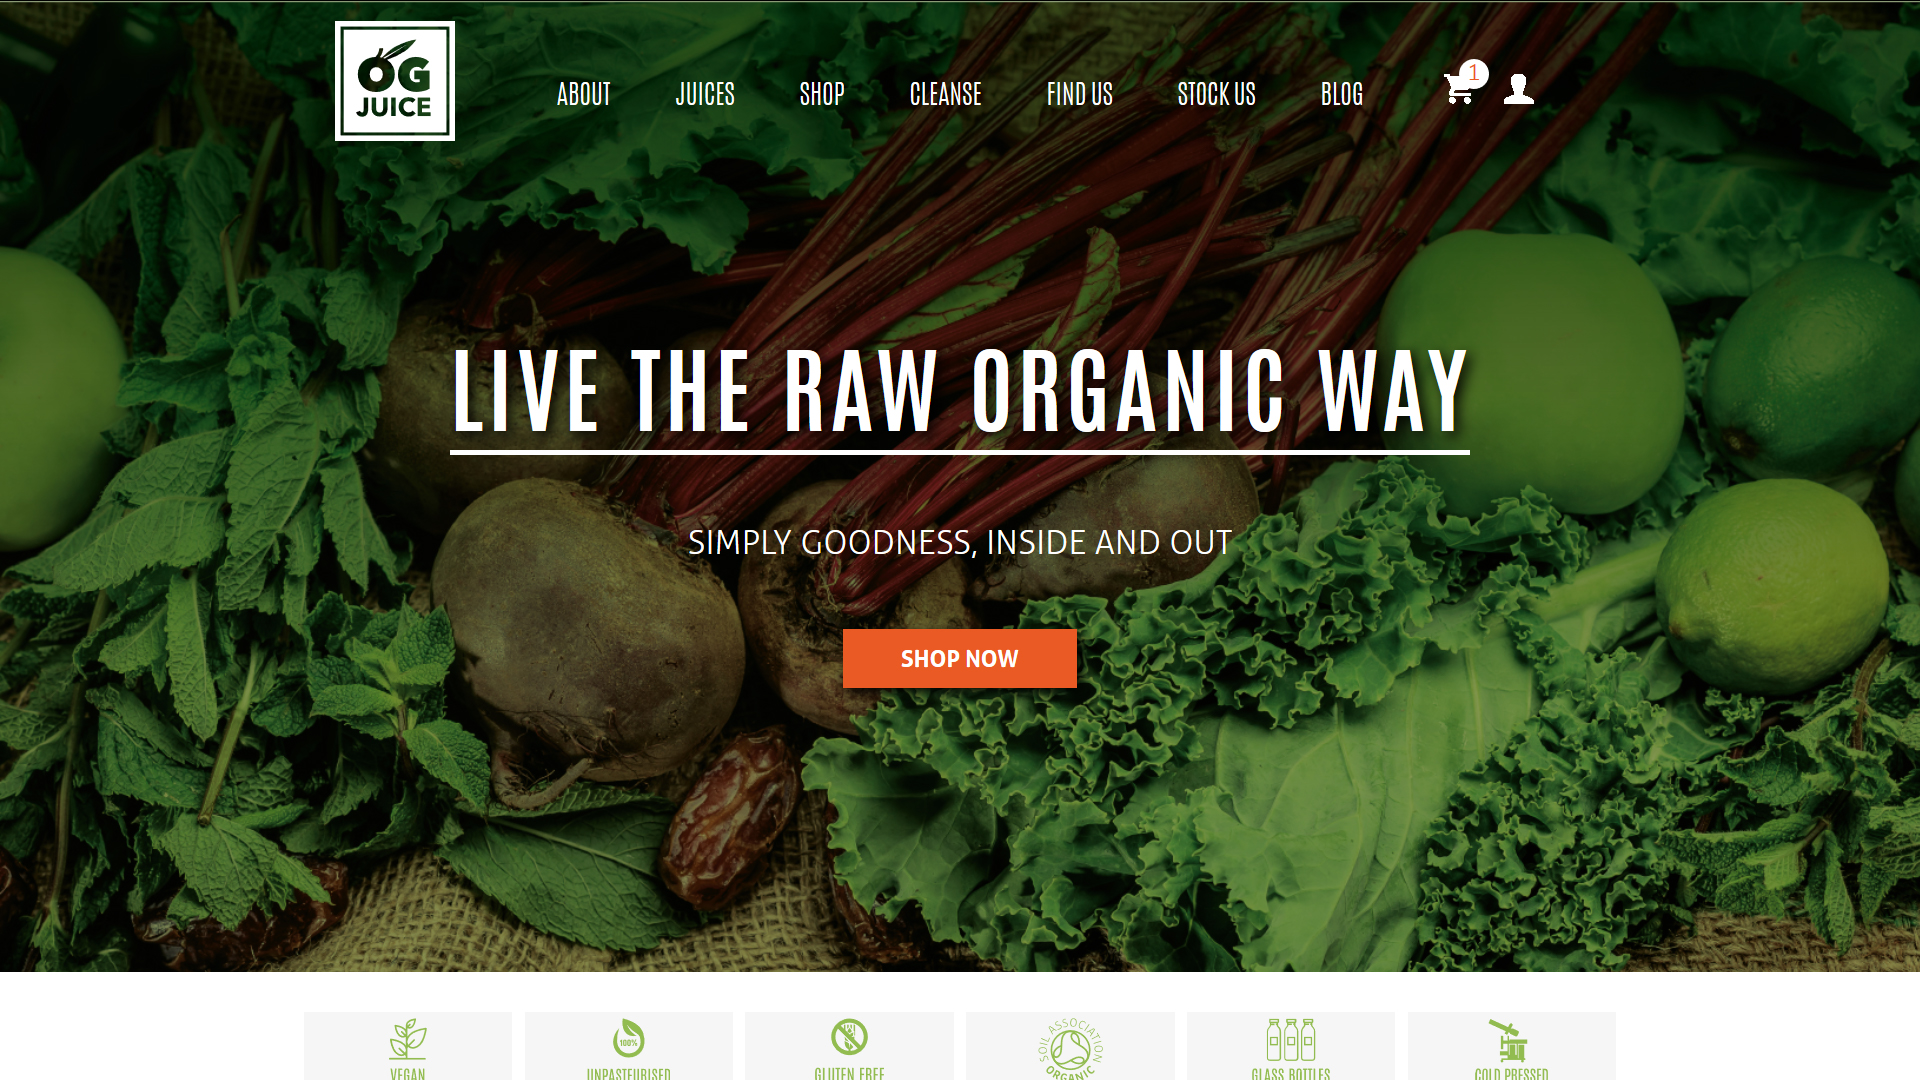 OG
JUICE
ABOUT
JUICES
SHOP
CLEANSE
FIND US
STOCK US
BLOG
1
LIVE THE RAW ORGANIC WAY
SIMPLY GOODNESS, INSIDE AND OUT
SHOP NOW
100%
SOIL ASSOCIATION
ORGANIC
VEGAN
UNPASTEURISED
GLUTEN FREE
GLASS BOTTLES
COLD PRESSED